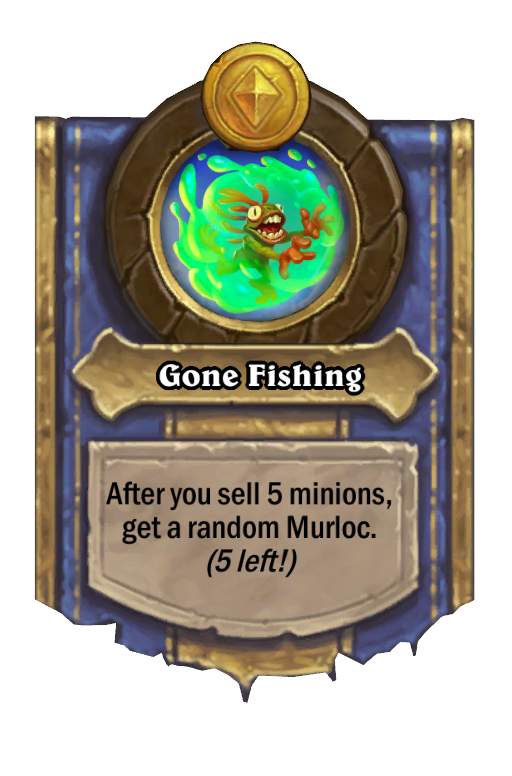 Gone Fishing
After you sell 5 minions,
get a random Murloc.
(5 left!)